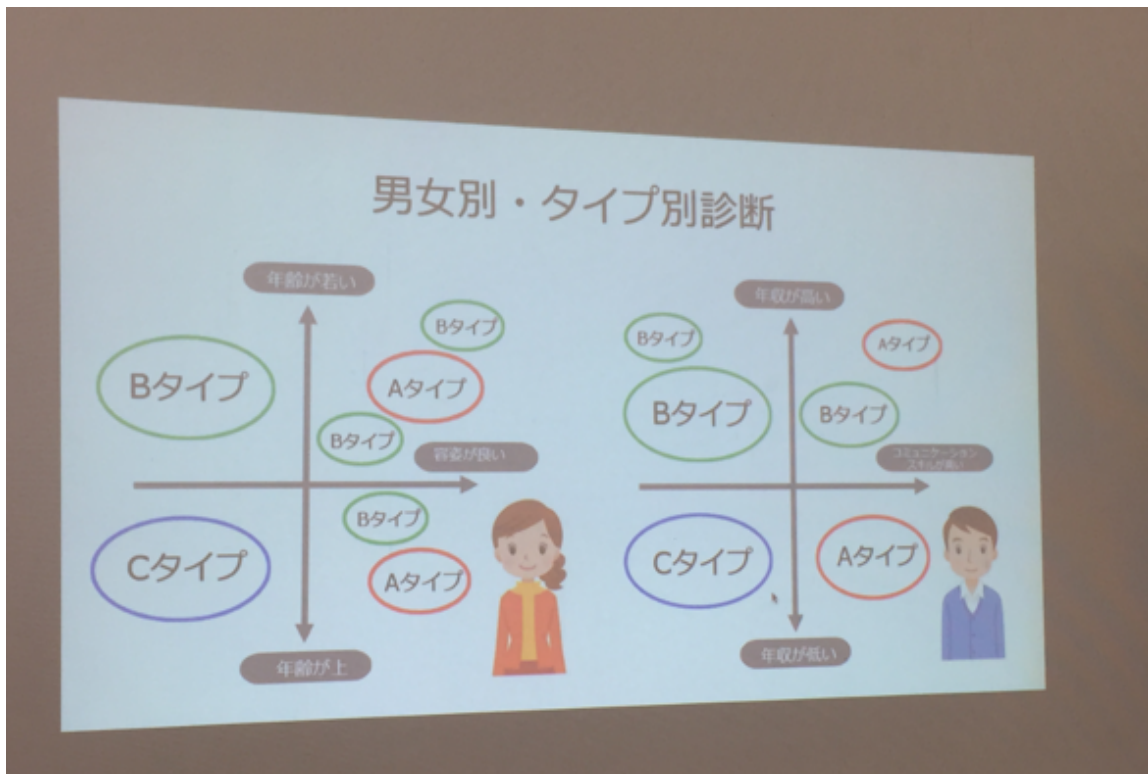 男女別・タイプ別診断
年齢が若い
Bタイプ
Bタイプ
Aタイプ
Bタイプ
容姿が良い
Bタイプ
Cタイプ
Aタイプ
年齢が上
年収が高い
Bタイプ
Aタイプ
Bタイプ
Bタイプ
コミュニケーション
スキルが高い
Cタイプ
Aタイプ
年収が低い